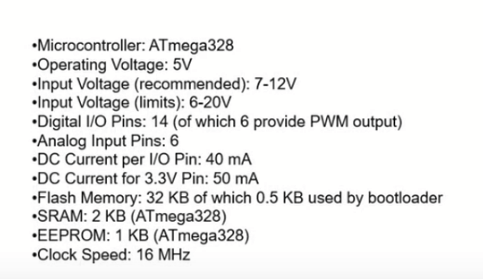 •Microcontroller: ATmega328
•Operating Voltage: 5V
•Input Voltage (recommended): 7-12V
•Input Voltage (limits): 6-20V
•Digital I/O Pins: 14 (of which 6 provide PWM output)
•Analog Input Pins: 6
•DC Current per I/O Pin: 40 mA
•DC Current for 3.3V Pin: 50 mA
•Flash Memory: 32 KB of which 0.5 KB used by bootloader
•SRAM: 2 KB (ATmega328)
•EEPROM: 1 KB (ATmega328)
•Clock Speed: 16 MHz